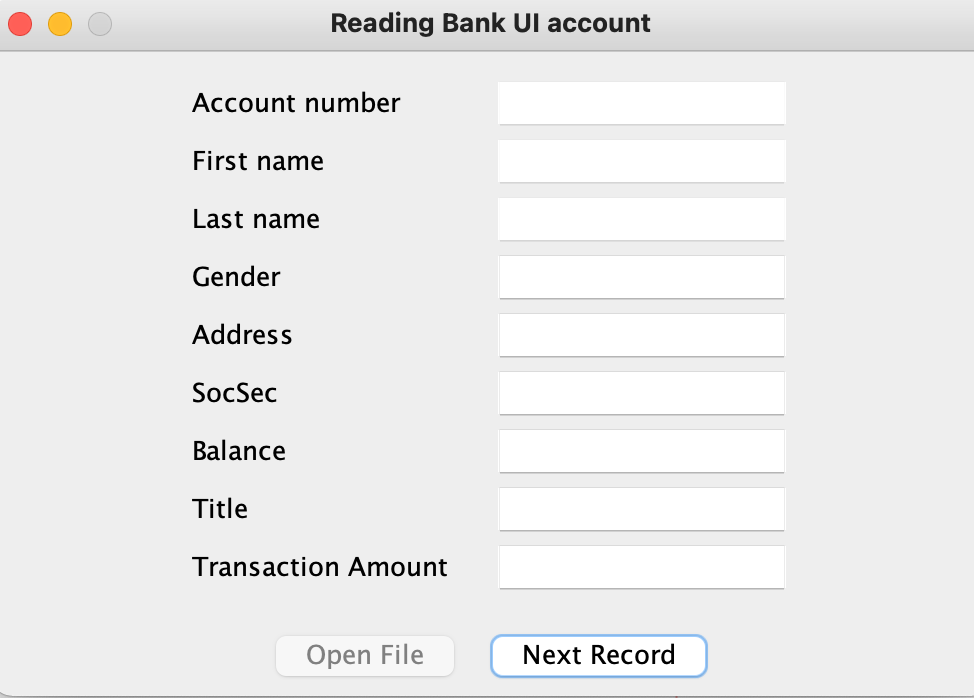 Reading Bank UI account
Account number
First name
Last name
Gender
Address
SocSec
Balance
Title
Transaction Amount
Open File Next Record